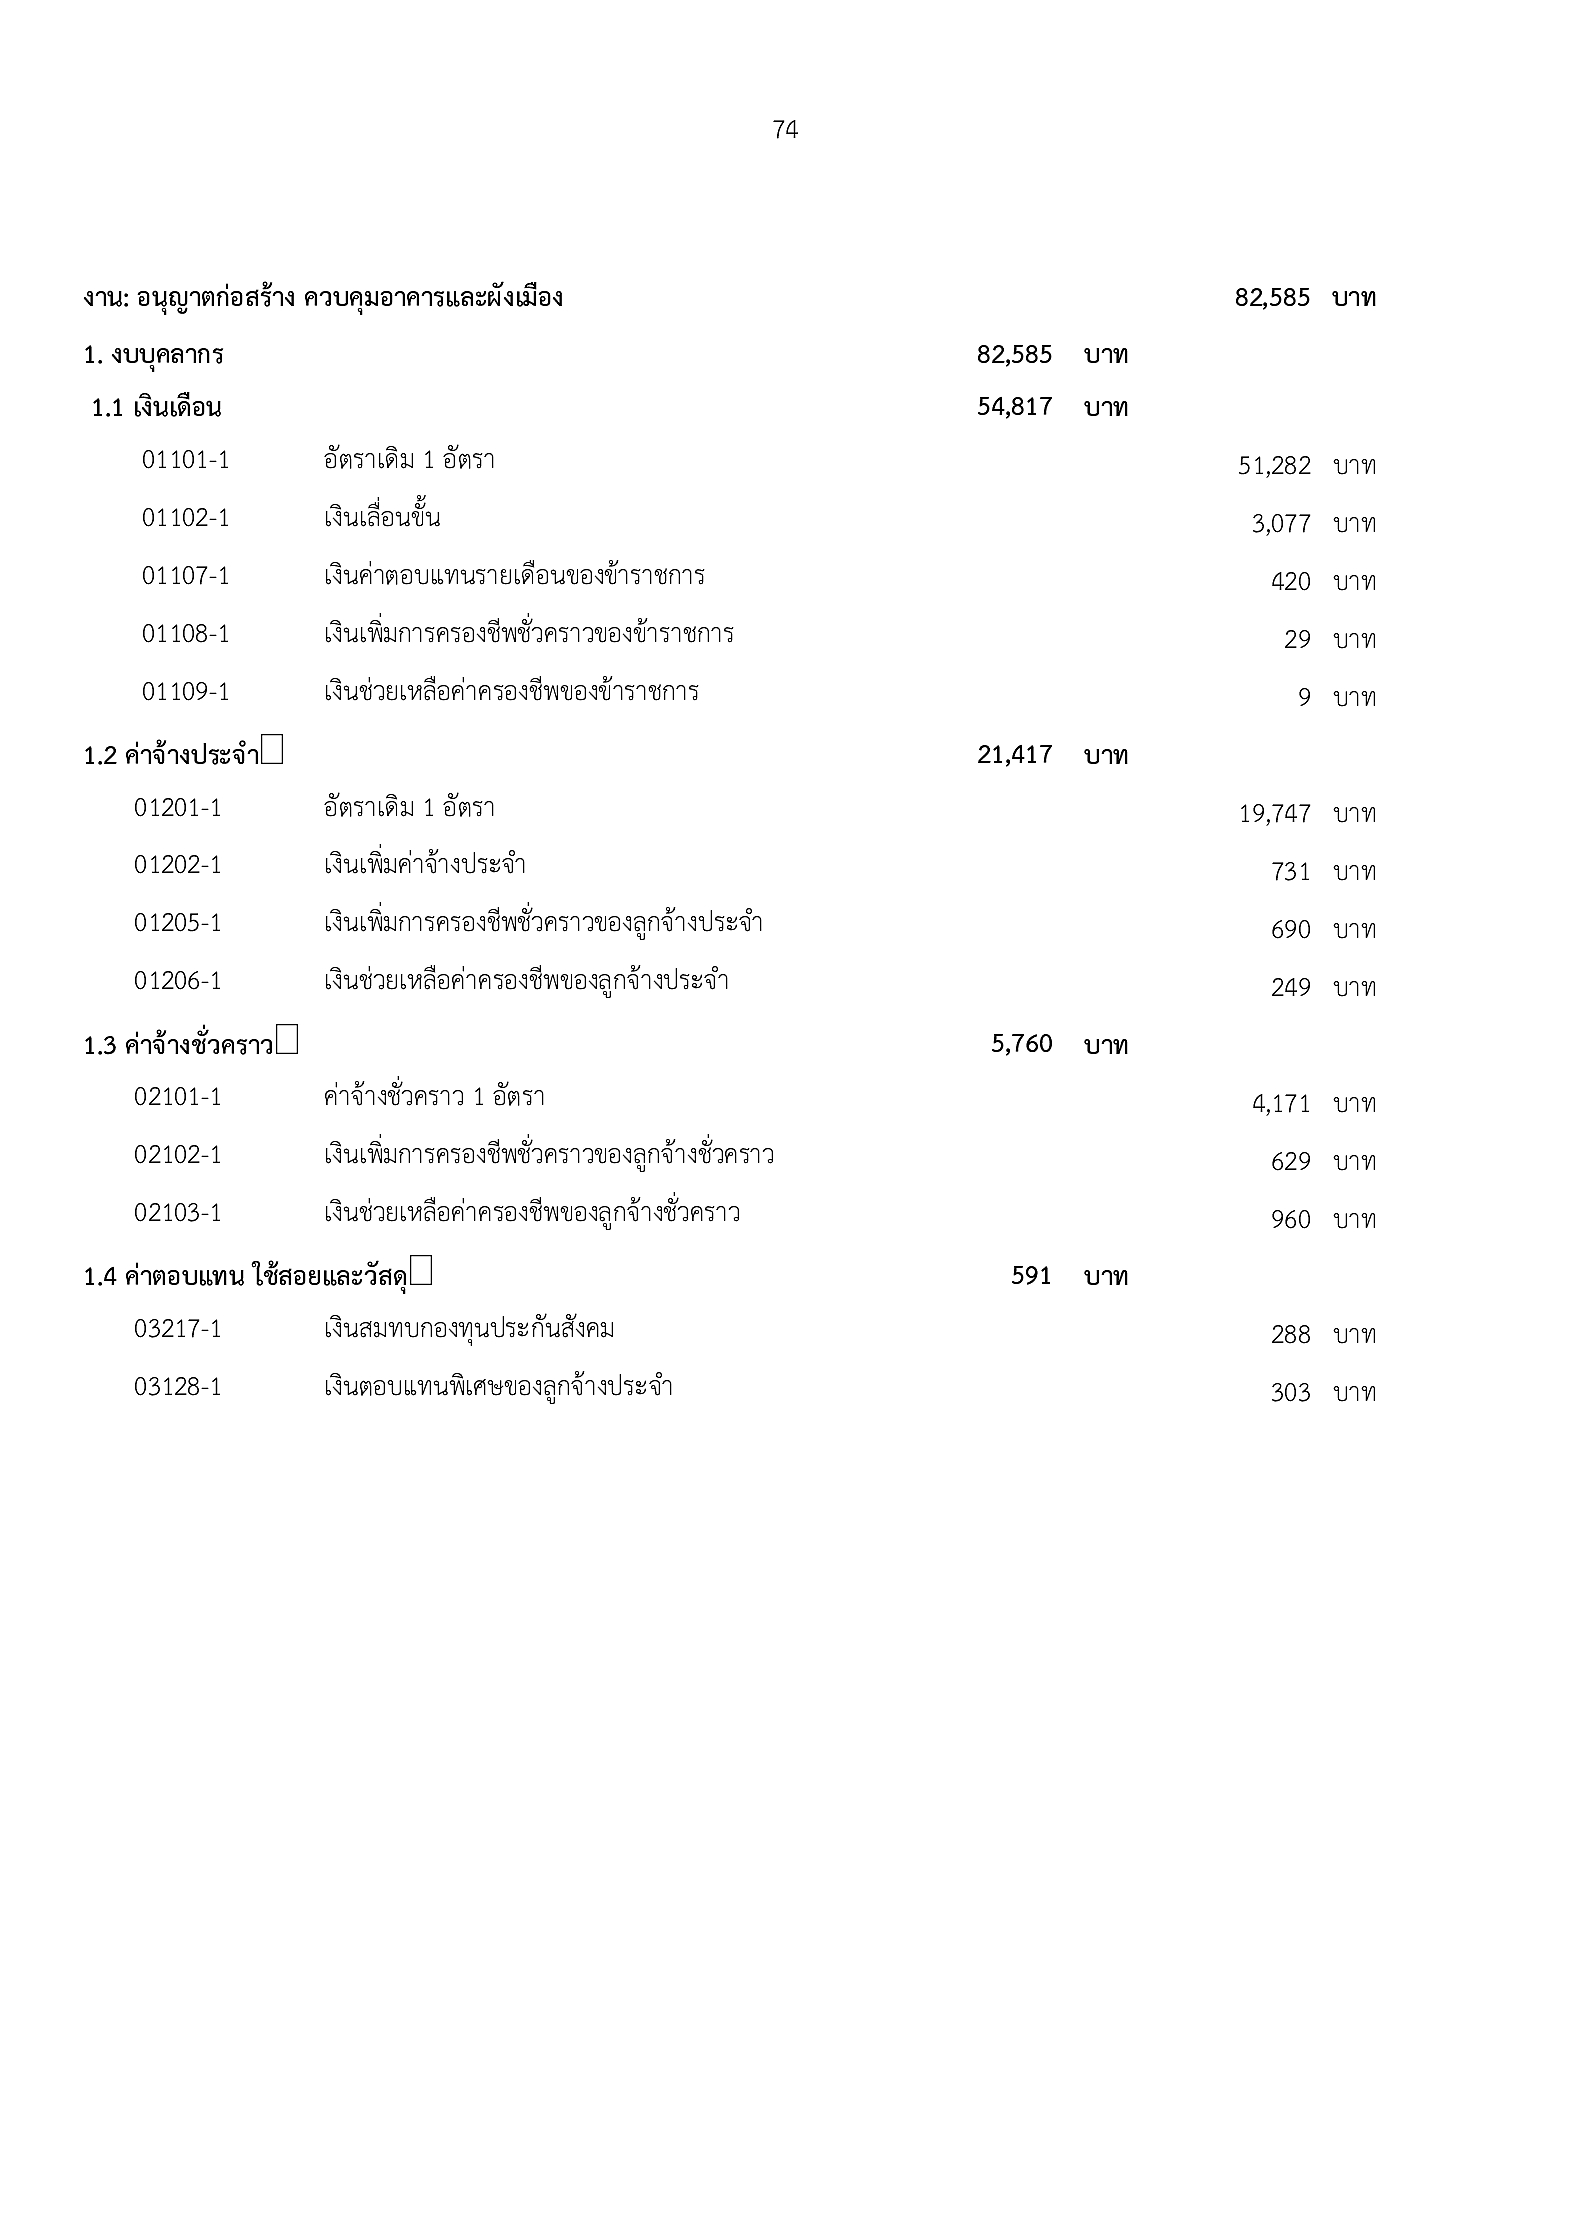 74
งาน: อนุญาตก่อสร้าง ควบคุมอาคารและผังเมือง 82,585 บาท
1. งบบุคลากร 82,585 บาท
1.1 เงินเดือน 54,817 บาท
01101-1 อัตราเดิม 1 อัตรา 51,282 บาท
01102-1 เงินเลื่อนขั้น 3,077 บาท
01107-1 เงินค่าตอบแทนรายเดือนของข้าราชการ 420 บาท
01108-1 เงินเพิ่มการครองชีพชั่วคราวของข้าราชการ 29 บาท
01109-1 เงินช่วยเหลือค่าครองชีพของข้าราชการ 9 บาท
1.2 ค่าจ้างประจำ 21,417 บาท
01201-1 อัตราเดิม 1 อัตรา 19,747 บาท
01202-1 เงินเพิ่มค่าจ้างประจำ 731 บาท
01205-1 เงินเพิ่มการครองชีพชั่วคราวของลูกจ้างประจำ 690 บาท
01206-1 เงินช่วยเหลือค่าครองชีพของลูกจ้างประจำ 249 บาท
1.3 ค่าจ้างชั่วคราว 5,760 บาท
02101-1 ค่าจ้างชั่วคราว 1 อัตรา 4,171 บาท
02102-1 เงินเพิ่มการครองชีพชั่วคราวของลูกจ้างชั่วคราว 629 บาท
02103-1 เงินช่วยเหลือค่าครองชีพของลูกจ้างชั่วคราว 960 บาท
1.4 ค่าตอบแทน ใช้สอยและวัสดุ 591 บาท
03217-1 เงินสมทบกองทุนประกันสังคม 288 บาท
03128-1 เงินตอบแทนพิเศษของลูกจ้างประจำ 303 บาท